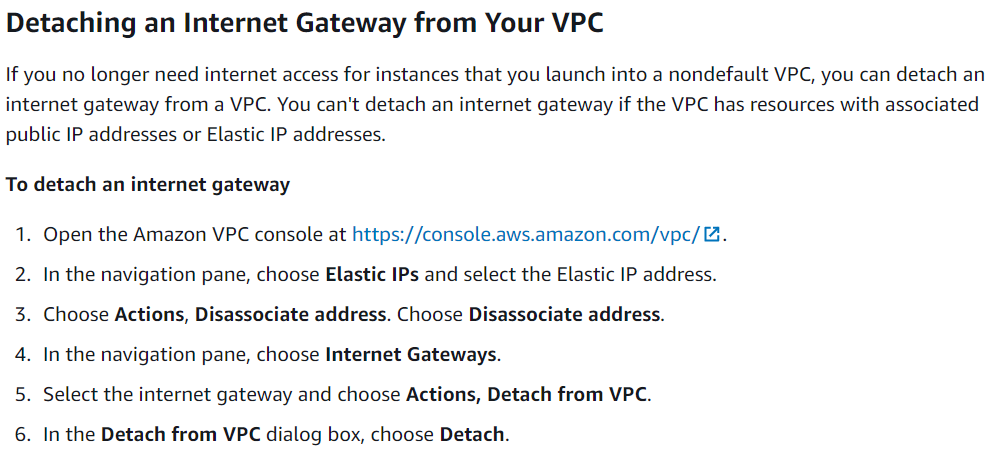 Detaching an Internet Gateway from Your VPC
If you no longer need internet access for instances that you launch into a nondefault VPC, you can detach an
internet gateway from a VPC. You can't detach an internet gateway if the VPC has resources with associated
public IP addresses or Elastic IP addresses.
To detach an internet gateway
1. Open the Amazon VPC console at https://console.aws.amazon.com/vpc/.
2. In the navigation pane, choose Elastic IPs and select the Elastic IP address.
3. Choose Actions, Disassociate address. Choose Disassociate address.
4. In the navigation pane, choose Internet Gateways.
5. Select the internet gateway and choose Actions, Detach from VPC.
6. In the Detach from VPC dialog box, choose Detach.